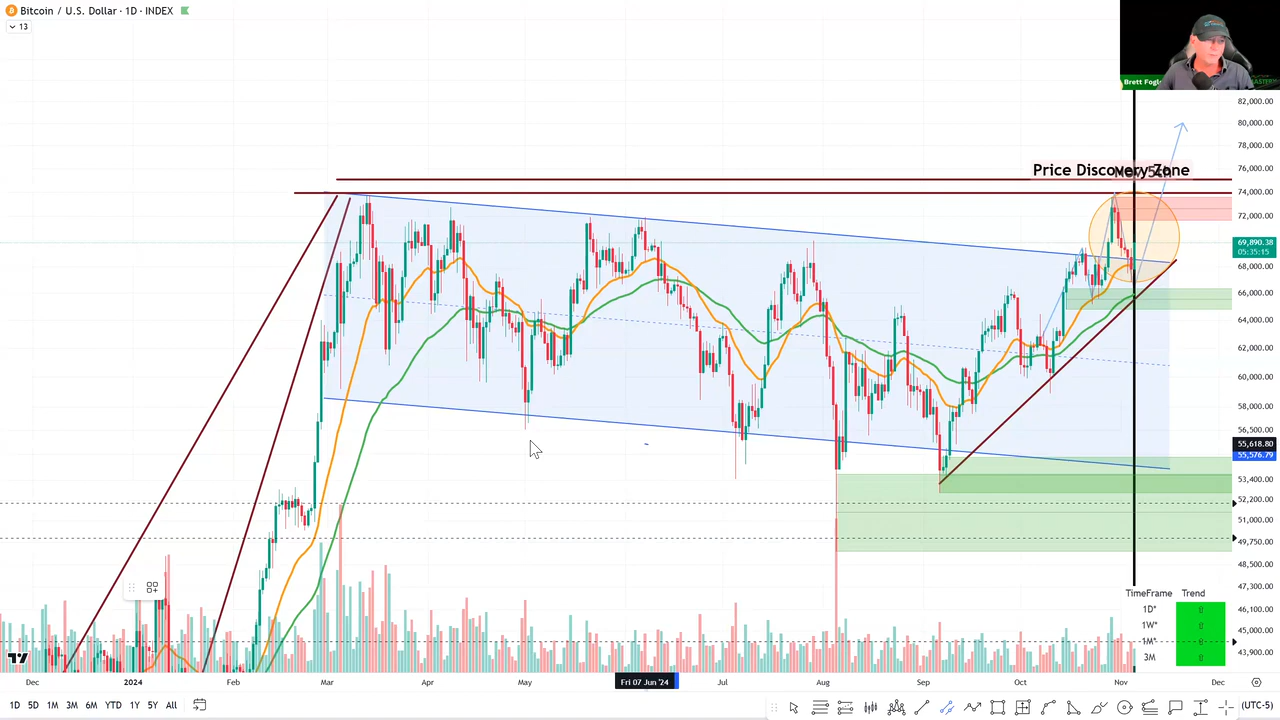 Bitcoin / U.S. Dollar · 1D · INDEX
13
Brett Fogle
82,000.00
80,000.00
78,000.00
76,000.00
Price Discovery Zone
74,000.00
72,000.00
69,890.38
05:35:15
68,000.00
66,000.00
64,000.00
62,000.00
60,000.00
58,000.00
56,500.00
55,618.80
55,576.79
53,400.00
52,200.00
51,000.00
49,750.00
48,500.00
47,300.00
46,100.00
45,000.00
43,900.00
TimeFrame Trend
1D*
1W*
1M*
3M
Dec 2024 Feb Mar Apr May Fri 07 Jun '24 Jul Aug Sep Oct Nov Dec
1D 5D 1M 3M 6M YTD 1Y 5Y All
(UTC-5)